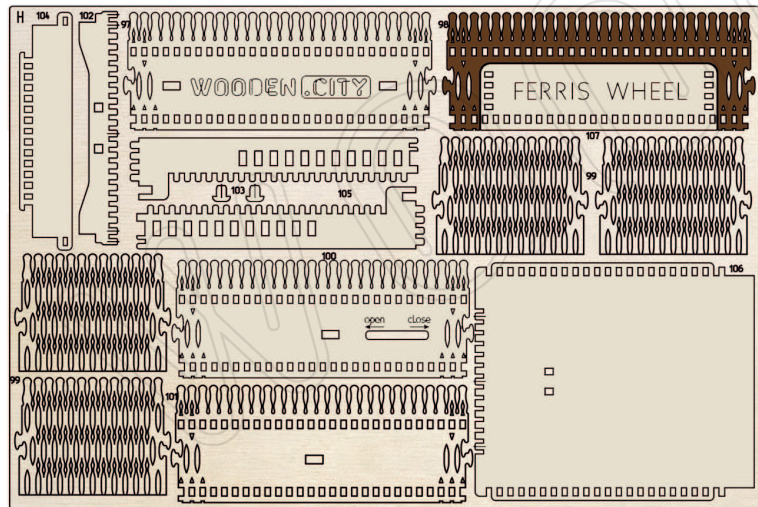 H
104
102
97
98
WOODEN.CITY
FERRIS WHEEL
107
99
103
105
100
106
open
close
99
101